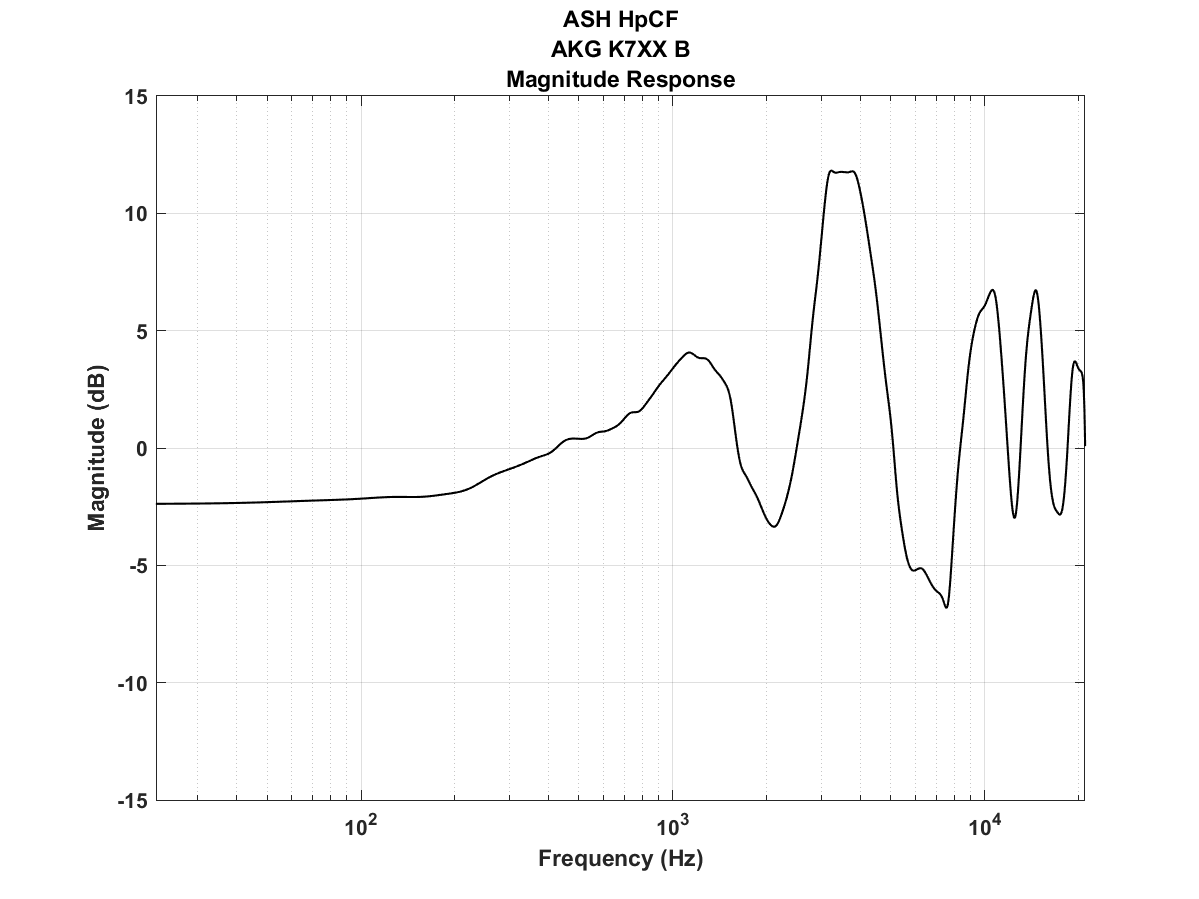 ASH HpCF
AKG K7XX B
Magnitude Response
15
10
5
0
-5
-10
-15
Magnitude (dB)
10²
10³
10⁴
Frequency (Hz)